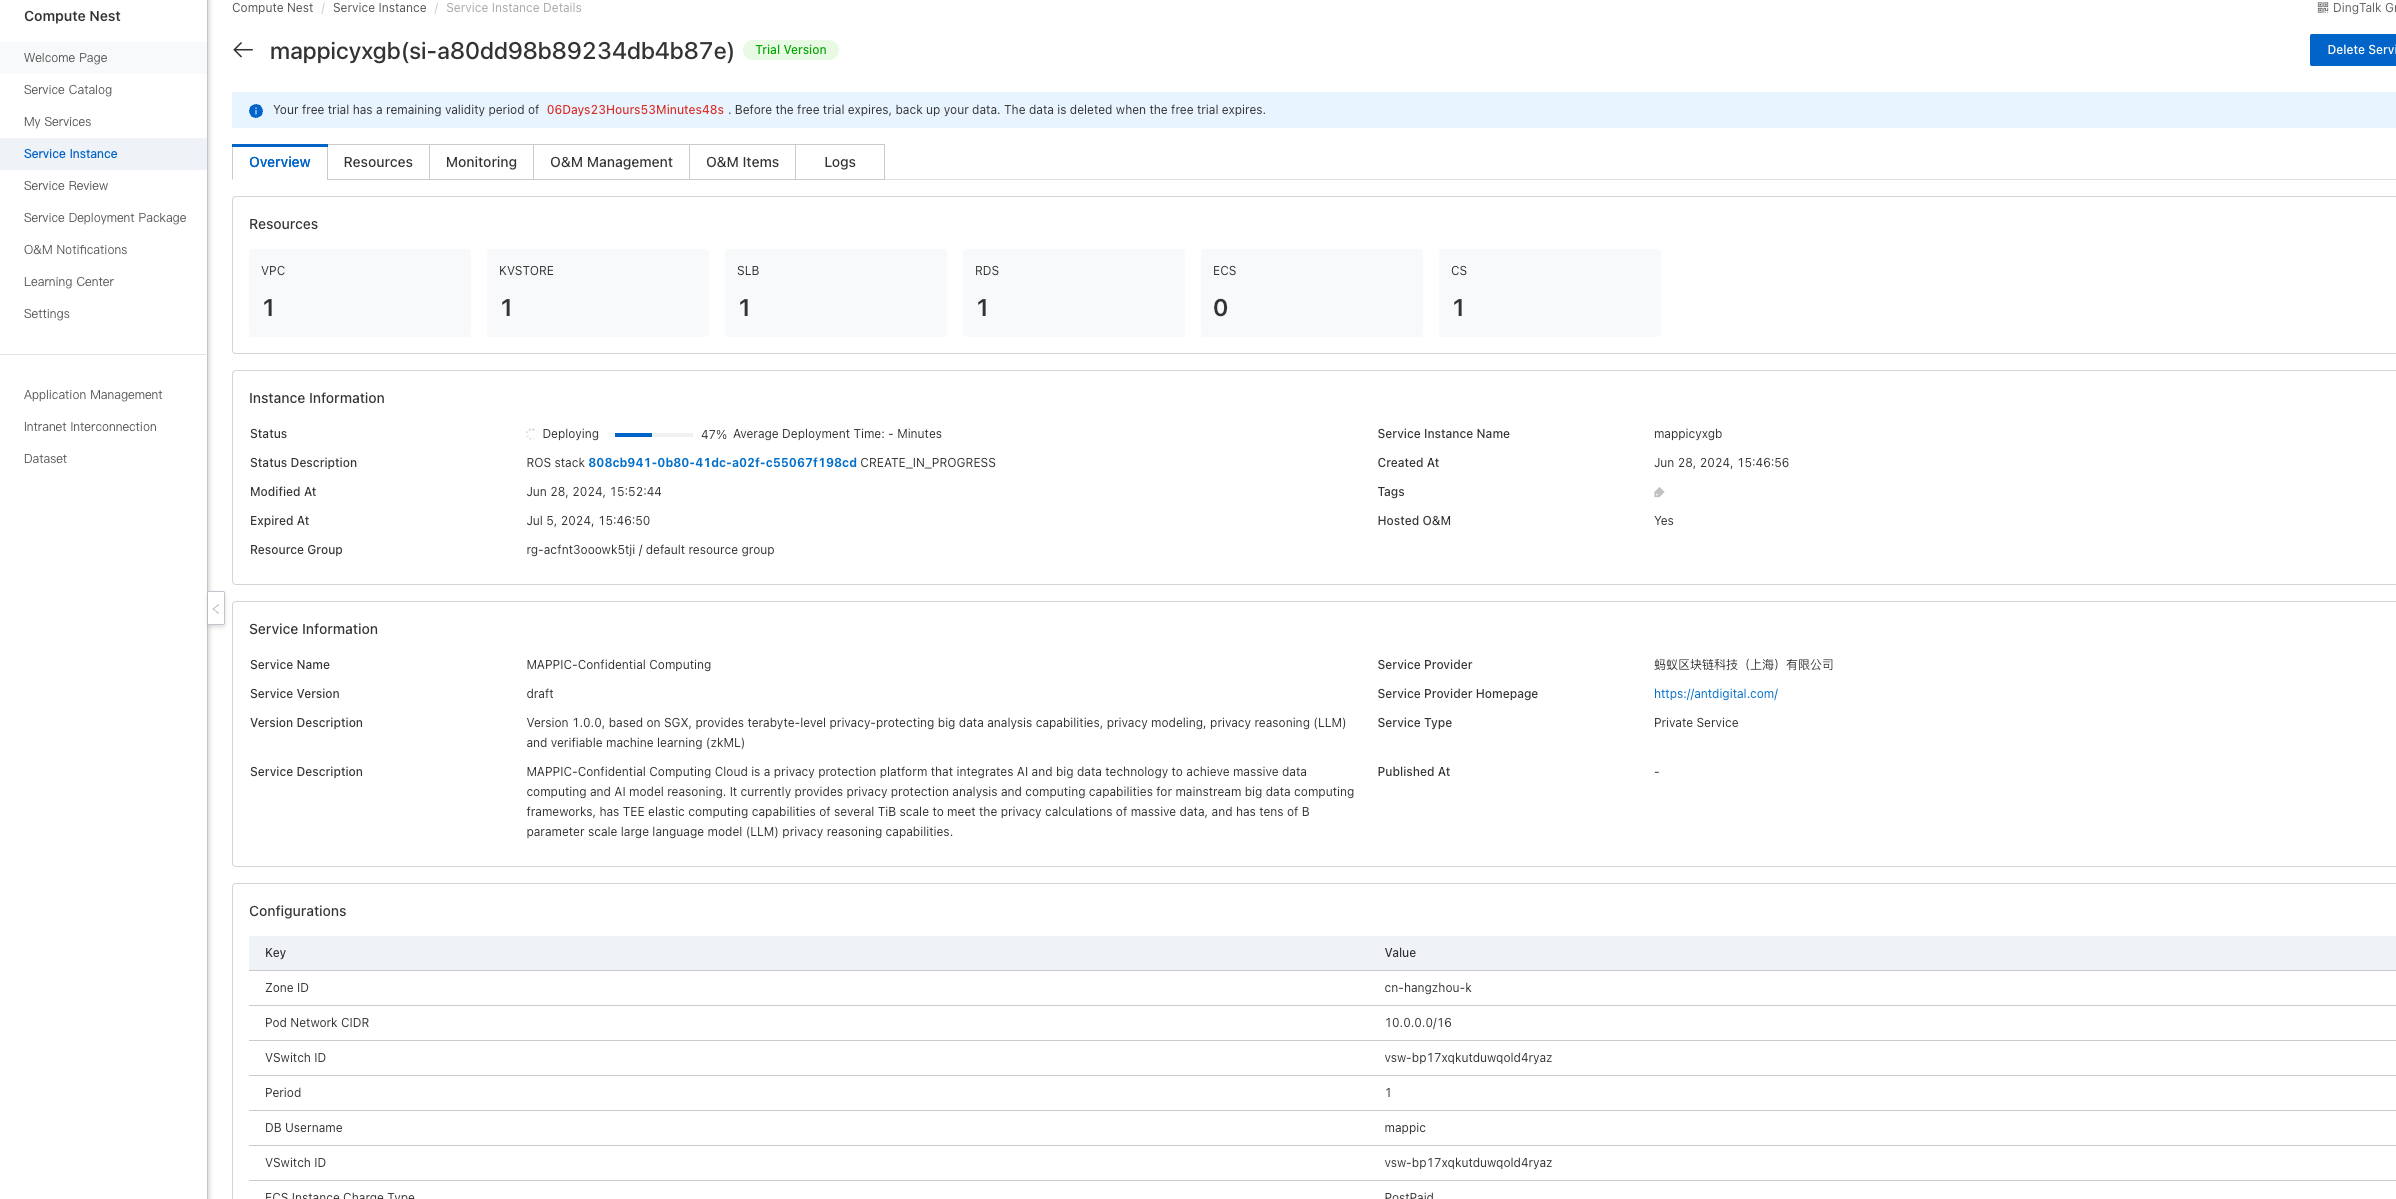 Compute Nest
Welcome Page
Service Catalog
My Services
Service Instance
Service Review
Service Deployment Package
O&M Notifications
Learning Center
Settings
Application Management
Intranet Interconnection
Dataset
Compute Nest / Service Instance / Service Instance Details
DingTalk Gr
mappicyxgb(si-a80dd98b89234db4b87e) Trial Version
Delete Servi
Your free trial has a remaining validity period of 06Days23Hours53Minutes48s . Before the free trial expires, back up your data. The data is deleted when the free trial expires.
Overview Resources Monitoring O&M Management O&M Items Logs
Resources
VPC KVSTORE SLB RDS ECS CS
1 1 1 1 0 1
Instance Information
Status Deploying 47% Average Deployment Time: - Minutes Service Instance Name mappicyxgb
Status Description ROS stack 808cb941-0b80-41dc-a02f-c55067f198cd CREATE_IN_PROGRESS Created At Jun 28, 2024, 15:46:56
Modified At Jun 28, 2024, 15:52:44 Tags
Expired At Jul 5, 2024, 15:46:50 Hosted O&M Yes
Resource Group rg-acfnt3ooowk5tji / default resource group
Service Information
Service Name MAPPIC-Confidential Computing Service Provider 蚂蚁区块链科技（上海）有限公司
Service Version draft Service Provider Homepage https://antdigital.com/
Version Description Version 1.0.0, based on SGX, provides terabyte-level privacy-protecting big data analysis capabilities, privacy modeling, privacy reasoning (LLM) Service Type Private Service
and verifiable machine learning (zkML)
Service Description MAPPIC-Confidential Computing Cloud is a privacy protection platform that integrates AI and big data technology to achieve massive data Published At -
computing and AI model reasoning. It currently provides privacy protection analysis and computing capabilities for mainstream big data computing
frameworks, has TEE elastic computing capabilities of several TiB scale to meet the privacy calculations of massive data, and has tens of B
parameter scale large language model (LLM) privacy reasoning capabilities.
Configurations
Key Value
Zone ID cn-hangzhou-k
Pod Network CIDR 10.0.0.0/16
VSwitch ID vsw-bp17xqkutduwqold4ryaz
Period 1
DB Username mappic
VSwitch ID vsw-bp17xqkutduwqold4ryaz
ECS Instance Charge Type PostPaid